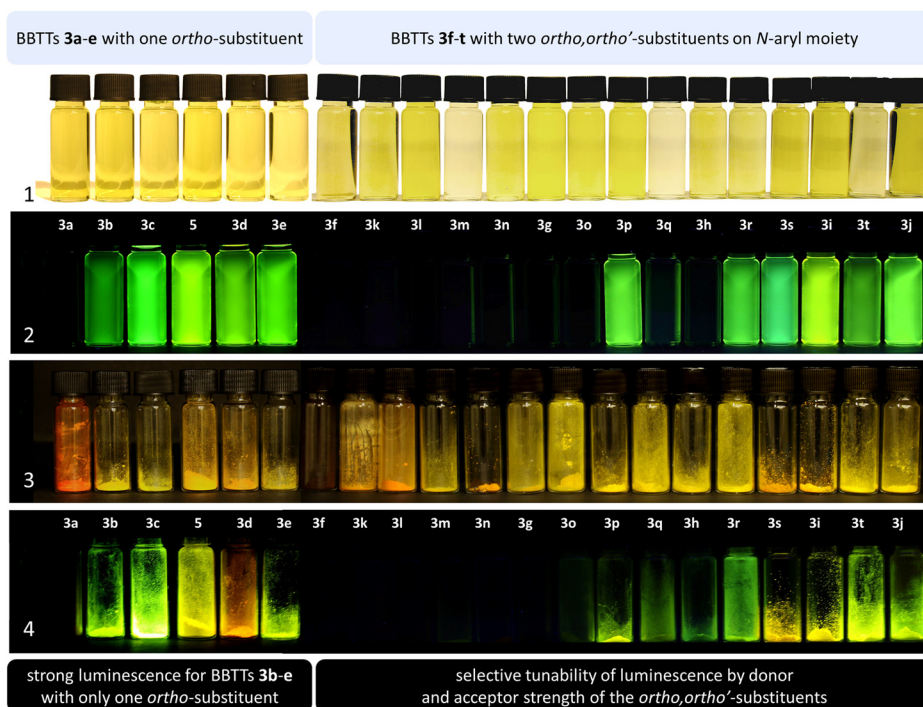 BBTTs 3a-e with one ortho-substituent
BBTTs 3f-t with two ortho,ortho’-substituents on N-aryl moiety
1
3a 3b 3c 5 3d 3e 3f 3k 3l 3m 3n 3g 3o 3p 3q 3h 3r 3s 3i 3t 3j
2
3
3a 3b 3c 5 3d 3e 3f 3k 3l 3m 3n 3g 3o 3p 3q 3h 3r 3s 3i 3t 3j
4
strong luminescence for BBTTs 3b-e
with only one ortho-substituent
selective tunability of luminescence by donor
and acceptor strength of the ortho,ortho’-substituents